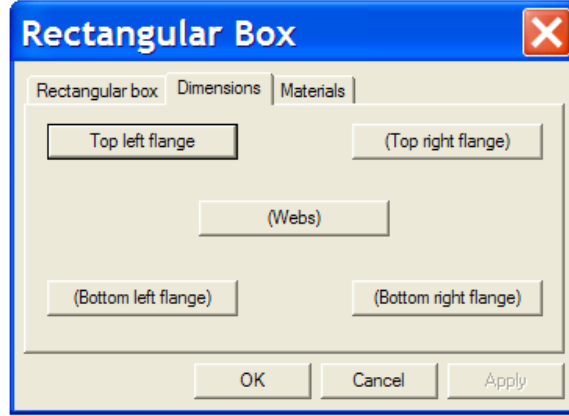 Rectangular Box
Rectangular box Dimensions Materials
Top left flange (Top right flange)
(Webs)
(Bottom left flange) (Bottom right flange)
OK Cancel Apply